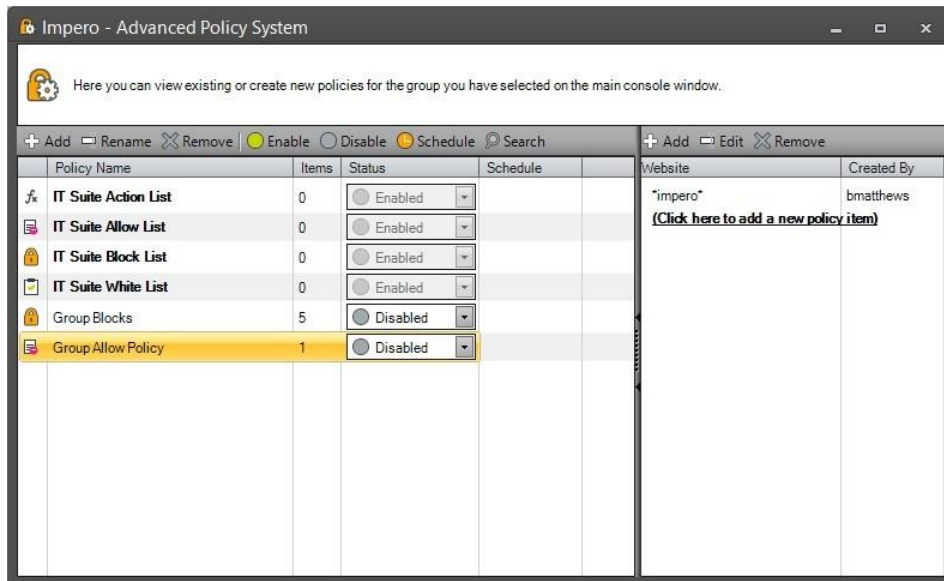 Impero - Advanced Policy System
Here you can view existing or create new policies for the group you have selected on the main console window.
Add Rename Remove Enable Disable Schedule Search
Policy Name Items Status Schedule
fx IT Suite Action List 0 Enabled
IT Suite Allow List 0 Enabled
IT Suite Block List 0 Enabled
IT Suite White List 0 Enabled
Group Blocks 5 Disabled
Group Allow Policy 1 Disabled
Add Edit Remove
Website Created By
*impero* bmatthews
(Click here to add a new policy item)